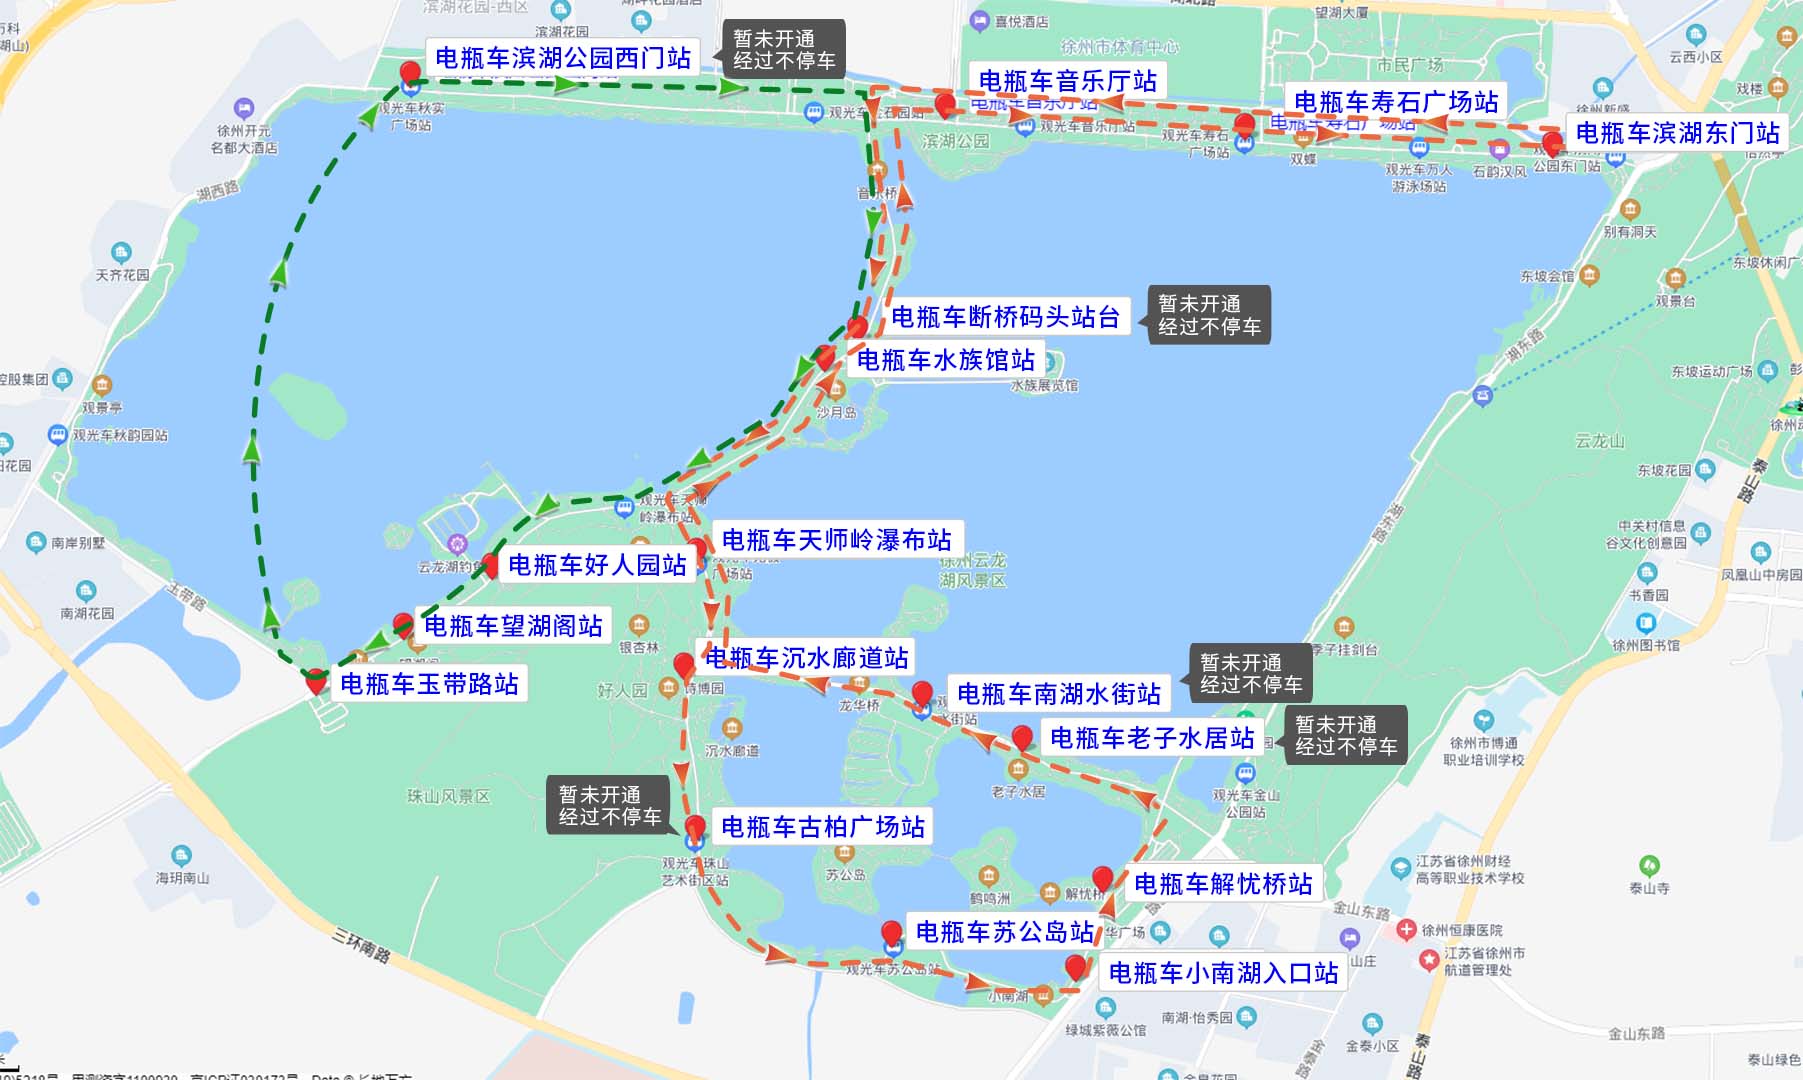 滨湖花园-西区
滨湖花园
喜悦酒店
望湖大厦
徐州市体育中心
云西小区
市民广场
戏楼
电瓶车滨湖公园西门站
暂未开通
经过不停车
电瓶车音乐厅站
电瓶车寿石广场站
电瓶车滨湖东门站
观光车秋实
广场站
徐州开元
名都大酒店
湖西路
观光车音乐厅站
滨湖公园
观光车寿石
广场站
双蝶
观光车万人
游泳场站
石韵汉风
公园东门站
音乐桥
别有洞天
天齐花园
东坡会馆
观景台
东坡休闲广
电瓶车断桥码头站台
暂未开通
经过不停车
电瓶车水族馆站
水族展览馆
湖东路
沙月岛
控股集团
观景亭
东坡运动广场
观光车秋韵园站
云龙山
东坡花园
泰山路
湖东路
观光车天师
岭瀑布站
南岸别墅
云龙湖钓鱼
电瓶车好人园站
电瓶车天师岭瀑布站
广场站
徐州云龙
湖风景区
中关村信息
谷文化创意园
凤凰山中房园
书香园
玉带路
南湖花园
电瓶车望湖阁站
银杏林
徐州图书馆
季子挂剑台
电瓶车玉带路站
电瓶车沉水廊道站
好人园
诗博园
龙华桥
电瓶车南湖水街站
水街站
暂未开通
经过不停车
电瓶车老子水居站
暂未开通
经过不停车
沉水廊道
徐州市博通
职业培训学校
老子水居
观光车金山
公园站
珠山风景区
暂未开通
经过不停车
电瓶车古柏广场站
观光车珠山
艺术街区站
苏公岛
鹤鸣洲
解忧桥
电瓶车解忧桥站
江苏省徐州财经
高等职业技术学校
泰山寺
海玥南山
三环南路
电瓶车苏公岛站
华广场
金山东路
徐州恒康医院
山庄
江苏省徐州市
航道管理处
观光车苏公岛站
电瓶车小南湖入口站
小南湖
绿城紫薇公馆
南湖·怡秀园
金泰小区
金泰路
泰山路
金山东路
泰山绿色